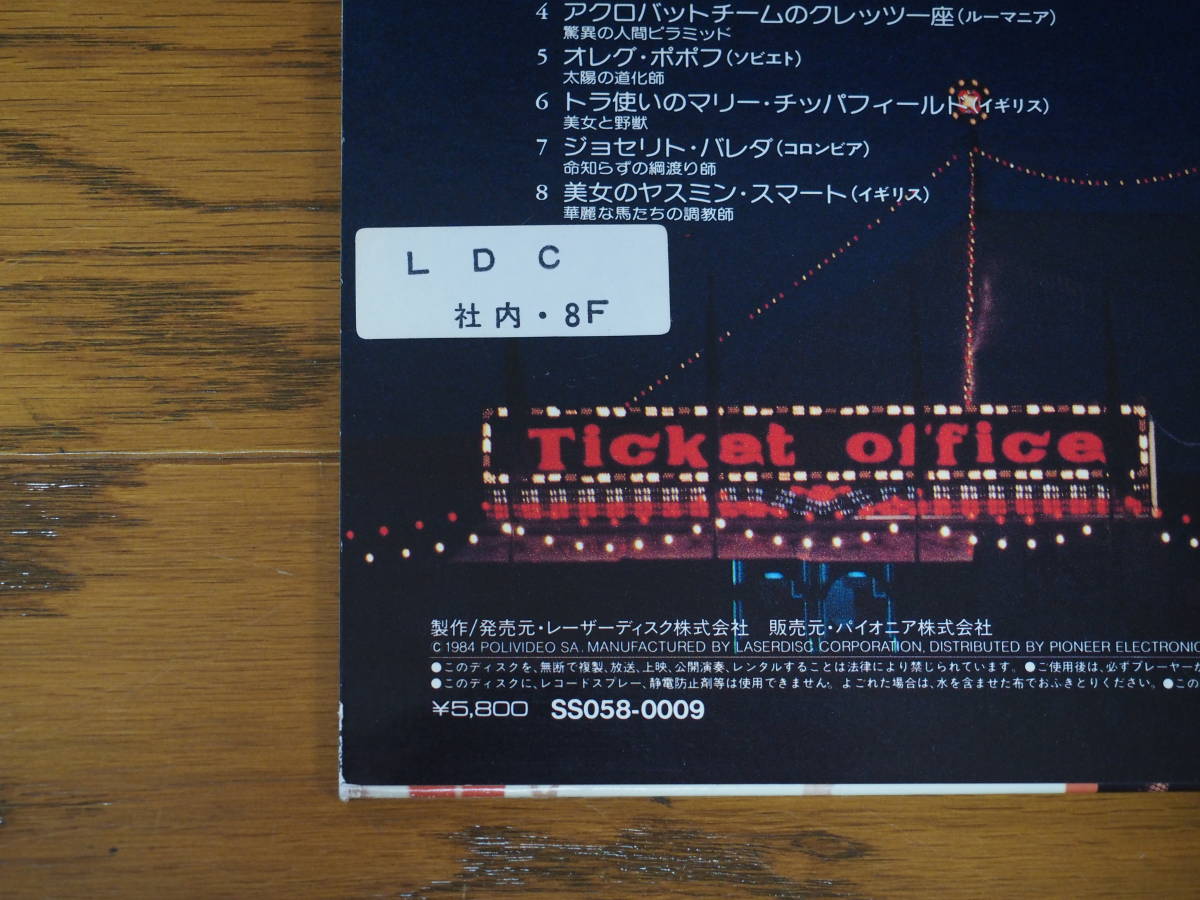 4 アクロバットチームのクレッツー座(ルーマニア)
驚異の人間ピラミッド
5 オレグ・ポポフ(ソビエト)
太陽の道化師
6 トラ使いのマリー・チッパフィールド(イギリス)
美女と野獣
7 ジョセリト・バレダ(コロンビア)
命知らずの綱渡り師
8 美女のヤスミン・スマート(イギリス)
華麗な馬たちの調教師
L D C
社内・8F
Ticket office
製作/発売元・レーザーディスク株式会社 販売元・パイオニア株式会社
© 1984 POLIVIDEO SA. MANUFACTURED BY LASERDISC CORPORATION, DISTRIBUTED BY PIONEER ELECTRONIC
●このディスクを、無断で複製、放送、上映、公開演奏、レンタルすることは法律により禁じられています。●ご使用後は、必ずプレーヤーか
●このディスクに、レコードスプレー、静電防止剤等は使用できません。よごれた場合は、水を含ませた布でおふきとりください。●この
¥5,800 SS058-0009